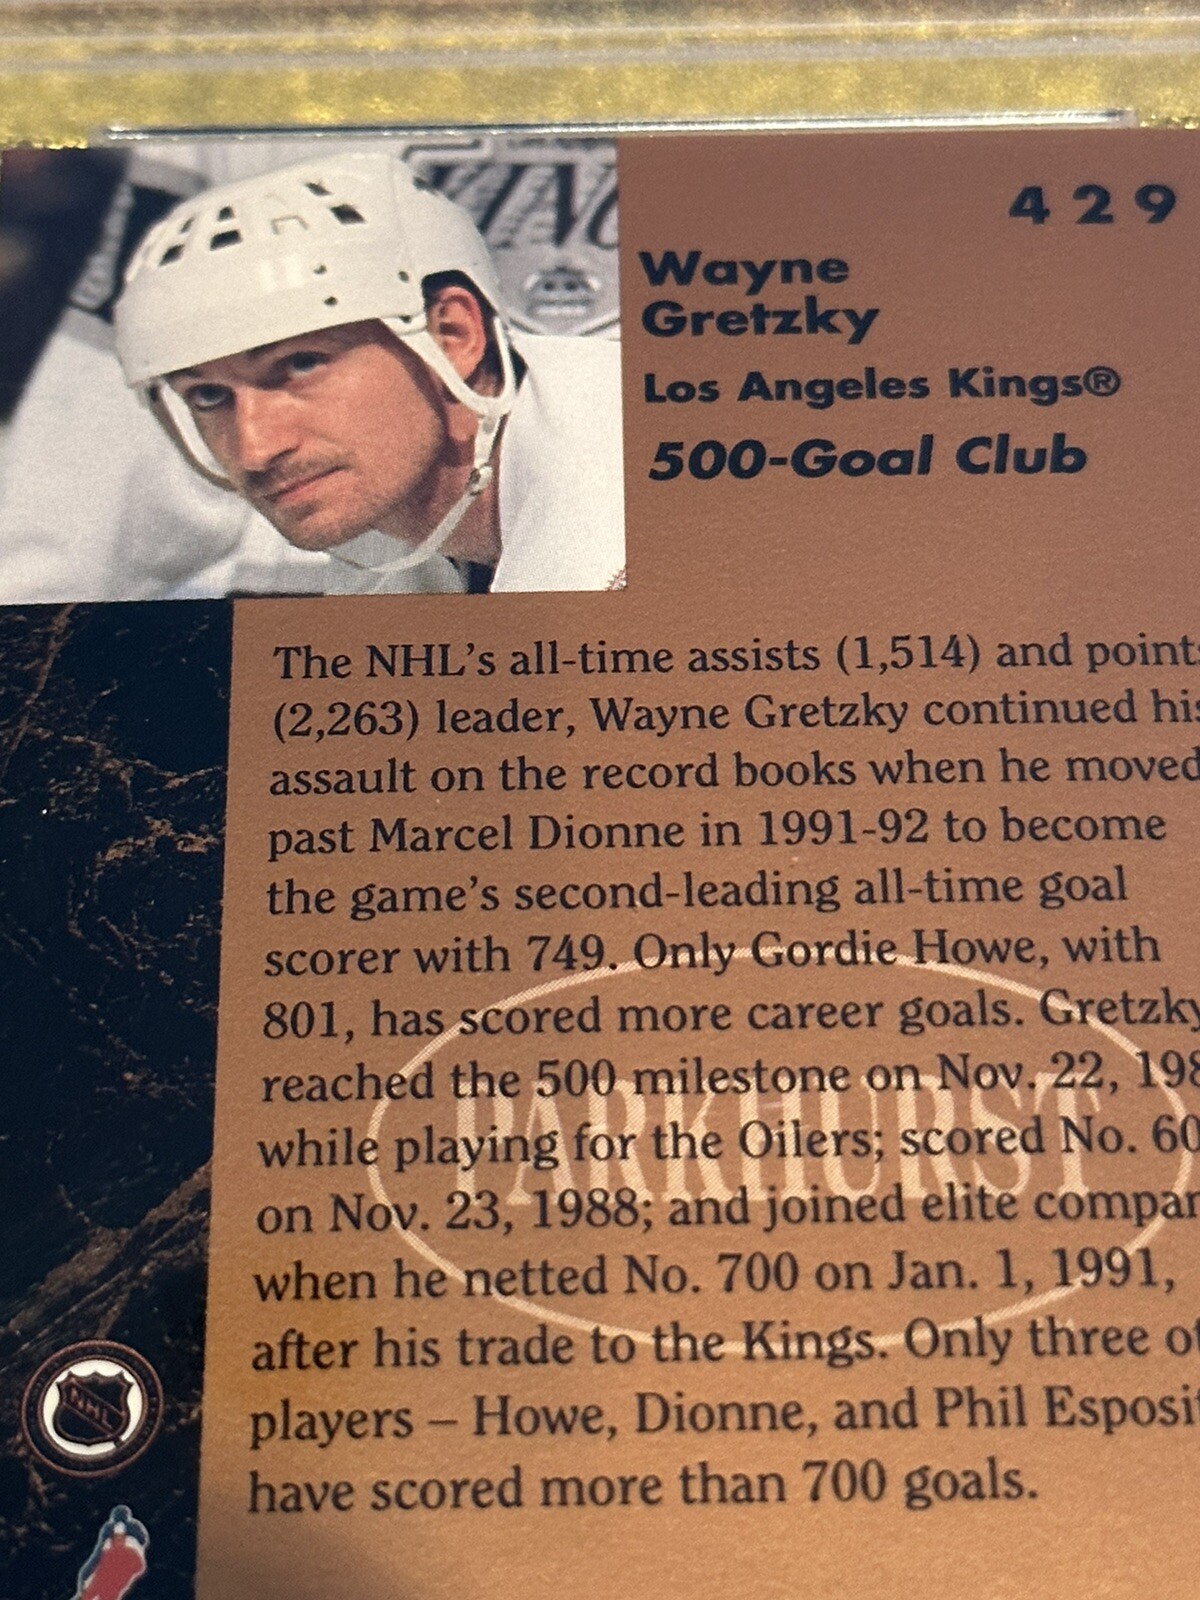 429
Wayne
Gretzky
Los Angeles Kings®
500-Goal Club
The NHL's all-time assists (1,514) and point
(2,263) leader, Wayne Gretzky continued his
assault on the record books when he moved
past Marcel Dionne in 1991-92 to become
the game's second-leading all-time goal
scorer with 749. Only Gordie Howe, with
801, has scored more career goals. Gretzky
reached the 500 milestone on Nov. 22, 198
while playing for the Oilers; scored No. 60
on Nov. 23, 1988; and joined elite compan
when he netted No. 700 on Jan. 1, 1991,
after his trade to the Kings. Only three ot
players – Howe, Dionne, and Phil Esposi
have scored more than 700 goals.
PARKHURST
NHL